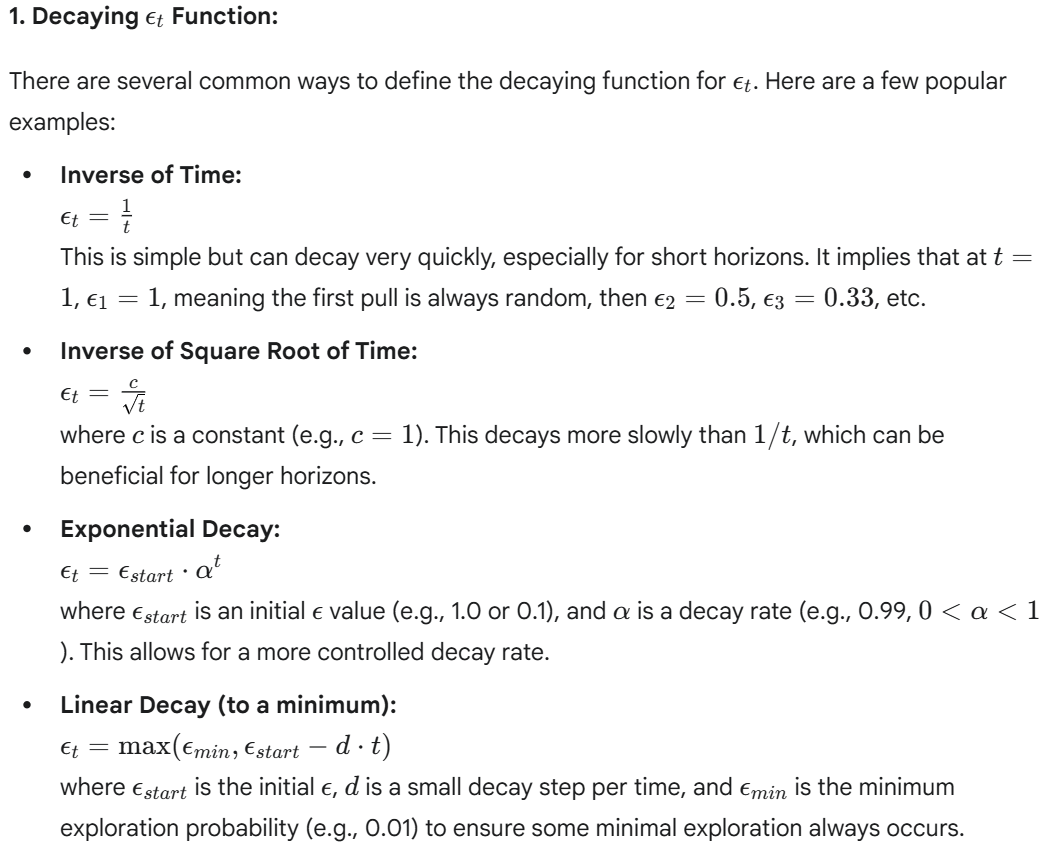 1. Decaying ϵₜ Function:
There are several common ways to define the decaying function for ϵₜ. Here are a few popular
examples:
• Inverse of Time:
ϵₜ = 1/t
This is simple but can decay very quickly, especially for short horizons. It implies that at t =
1, ϵ₁ = 1, meaning the first pull is always random, then ϵ₂ = 0.5, ϵ₃ = 0.33, etc.
• Inverse of Square Root of Time:
ϵₜ = c/√t
where c is a constant (e.g., c = 1). This decays more slowly than 1/t, which can be
beneficial for longer horizons.
• Exponential Decay:
ϵₜ = ϵ_start · α^t
where ϵ_start is an initial ϵ value (e.g., 1.0 or 0.1), and α is a decay rate (e.g., 0.99, 0 < α < 1
). This allows for a more controlled decay rate.
• Linear Decay (to a minimum):
ϵₜ = max(ϵ_min, ϵ_start − d · t)
where ϵ_start is the initial ϵ, d is a small decay step per time, and ϵ_min is the minimum
exploration probability (e.g., 0.01) to ensure some minimal exploration always occurs.